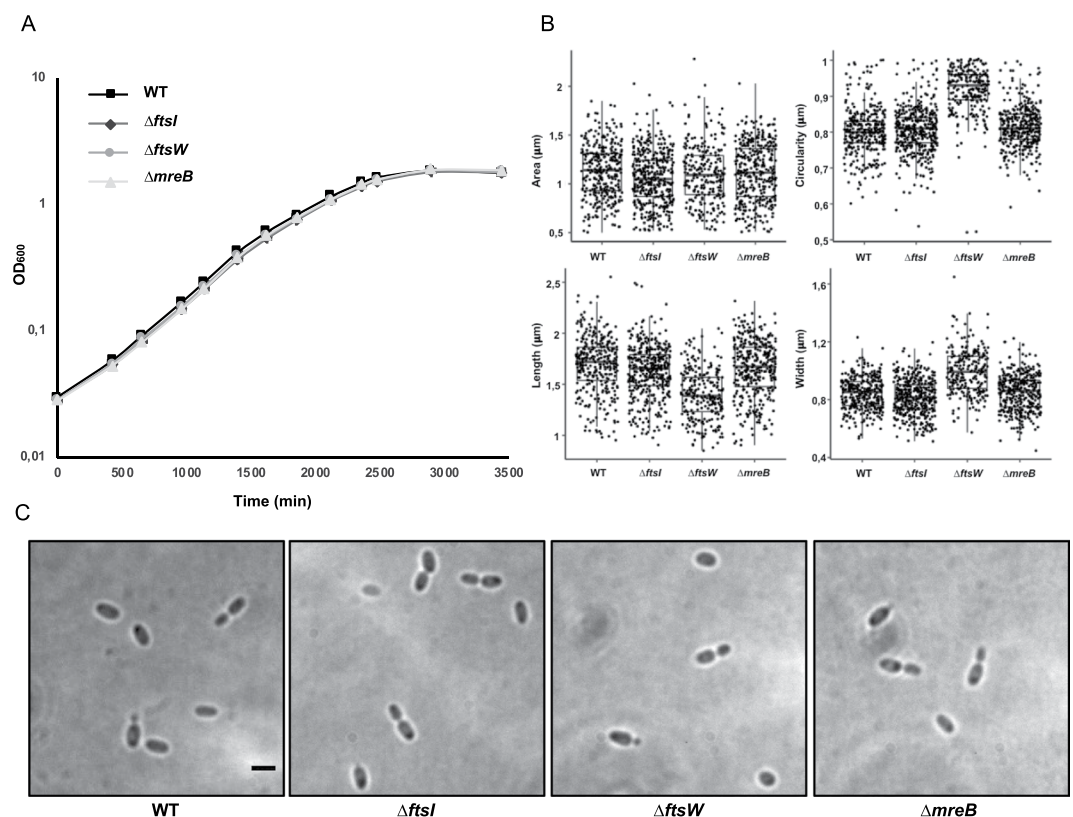 A
10
WT
ΔftsI
ΔftsW
ΔmreB
1
0,1
0,01
OD600
0 500 1000 1500 2000 2500 3000 3500
Time (min)
B
Area (µm)
2
1,5
1
0,5
WT ΔftsI ΔftsW ΔmreB
Circularity (µm)
1
0,9
0,8
0,7
0,6
0,5
WT ΔftsI ΔftsW ΔmreB
Length (µm)
2,5
2
1,5
1
WT ΔftsI ΔftsW ΔmreB
Width (µm)
1,6
1,2
0,8
0,4
WT ΔftsI ΔftsW ΔmreB
C
WT ΔftsI ΔftsW ΔmreB